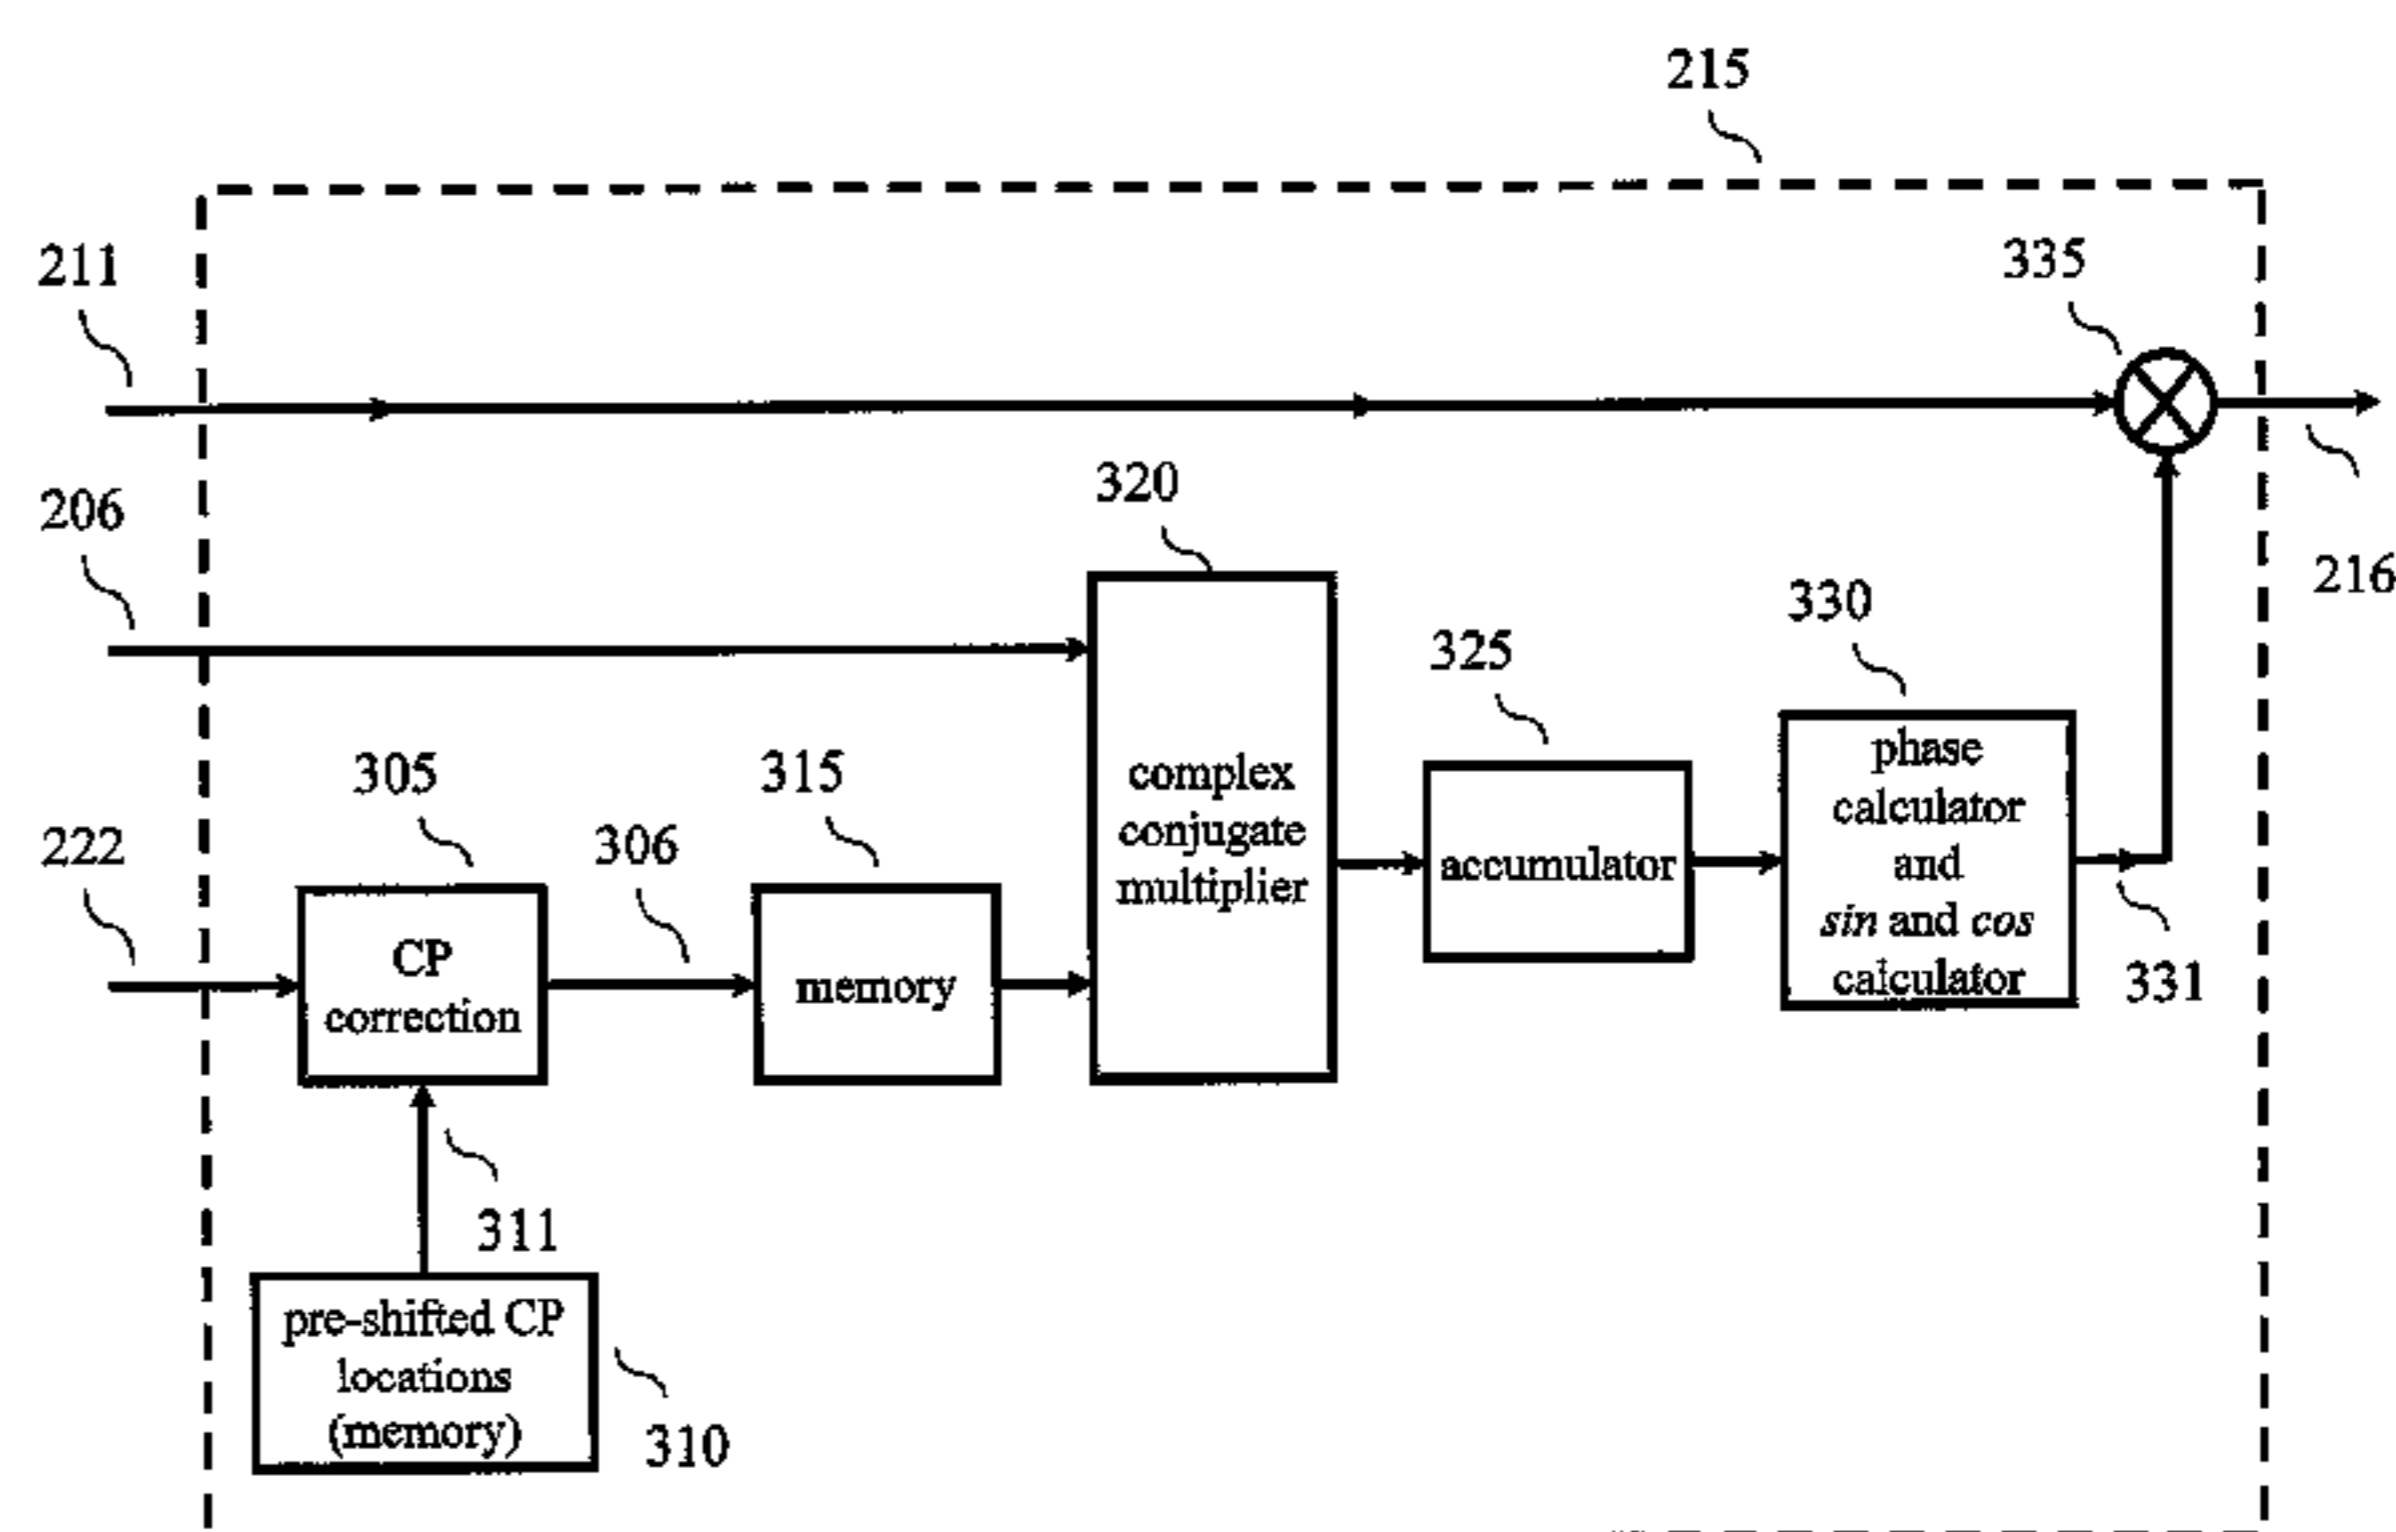 215
211
335
206
320
216
330
325
305
315
222
306
phase
calculator
and
sin and cos
calculator
complex
conjugate
multiplier
accumulator
CP
correction
memory
331
311
pre-shifted CP
locations
(memory)
310